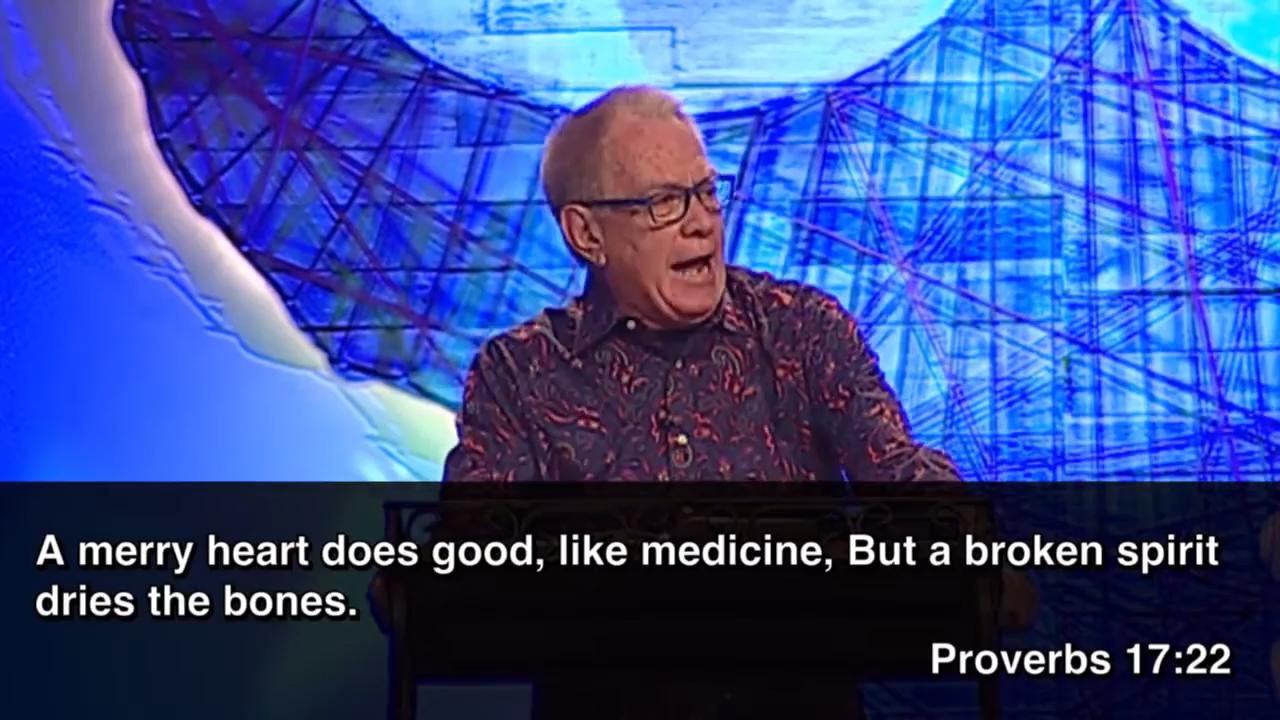 A merry heart does good, like medicine, But a broken spirit
dries the bones.
Proverbs 17:22